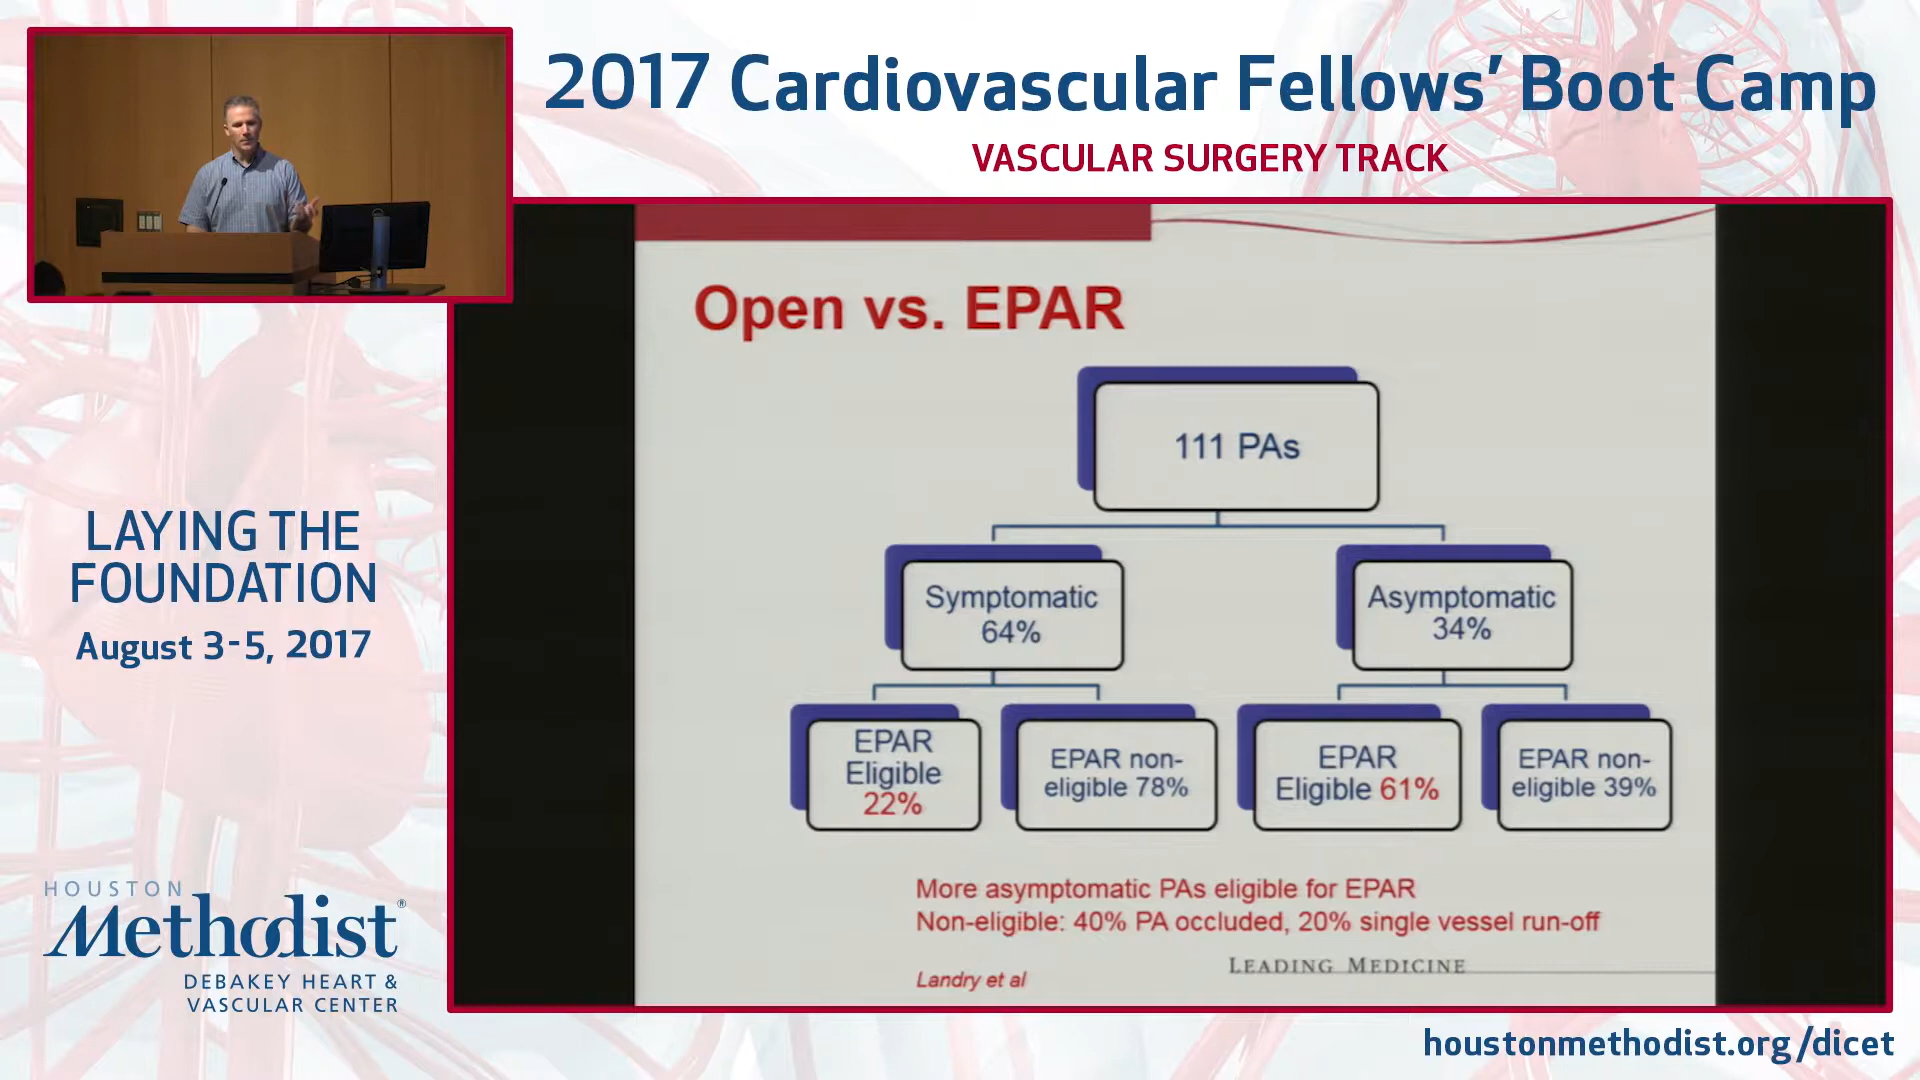 2017 Cardiovascular Fellows' Boot Camp
VASCULAR SURGERY TRACK
Open vs. EPAR
111 PAs
Symptomatic
64%
Asymptomatic
34%
EPAR
Eligible
22%
EPAR non-
eligible 78%
EPAR
Eligible 61%
EPAR non-
eligible 39%
More asymptomatic PAs eligible for EPAR
Non-eligible: 40% PA occluded, 20% single vessel run-off
Landry et al
LEADING MEDICINE
LAYING THE
FOUNDATION
August 3-5, 2017
HOUSTON
Methodist®
DEBAKEY HEART &
VASCULAR CENTER
houstonmethodist.org/dicet